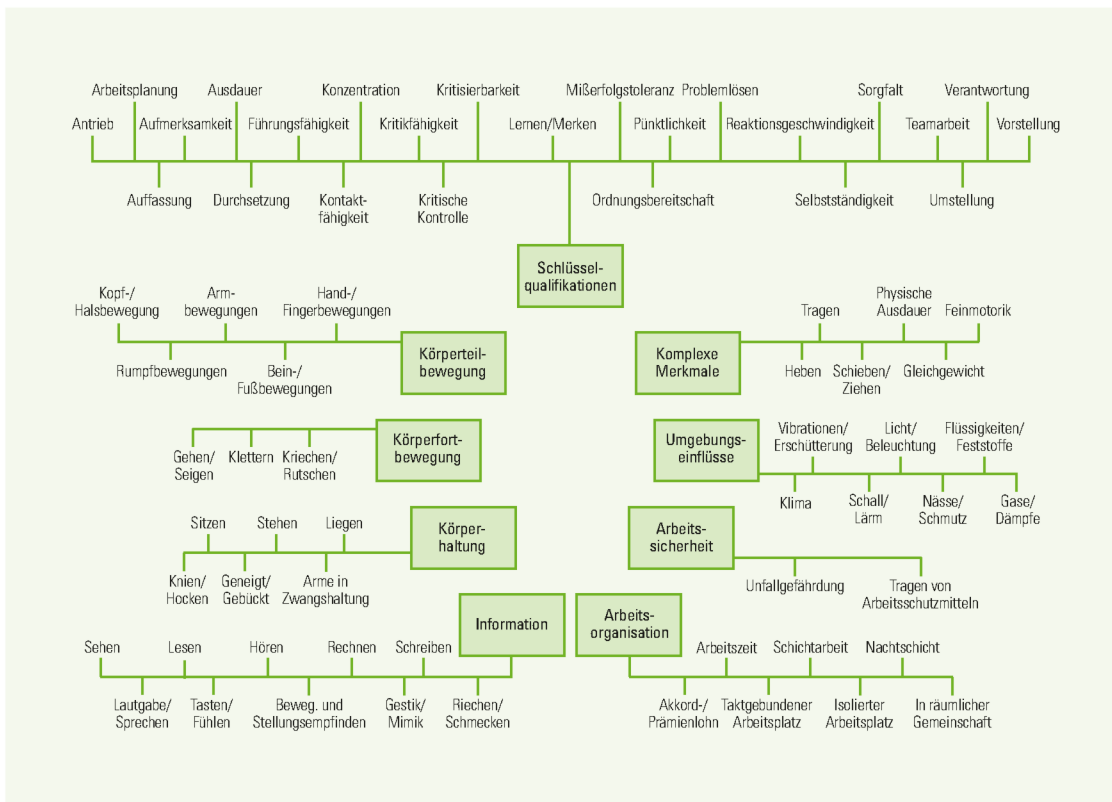 Arbeitsplanung Ausdauer Konzentration Kritisierbarkeit Mißerfolgstoleranz Problemlösen Sorgfalt Verantwortung
Antrieb Aufmerksamkeit Führungsfähigkeit Kritikfähigkeit Lernen/Merken Pünktlichkeit Reaktionsgeschwindigkeit Teamarbeit Vorstellung
Auffassung Durchsetzung Kontakt-
fähigkeit
Kritische
Kontrolle
Ordnungsbereitschaft Selbstständigkeit Umstellung
Schlüssel-
qualifikationen
Kopf-/
Halsbewegung
Arm-
bewegungen
Hand-/
Fingerbewegungen
Rumpfbewegungen
Bein-/
Fußbewegungen
Körperteil-
bewegung
Komplexe
Merkmale
Tragen
Physische
Ausdauer
Feinmotorik
Heben
Schieben/
Ziehen
Gleichgewicht
Gehen/
Seigen
Klettern
Kriechen/
Rutschen
Körperfort-
bewegung
Umgebungs-
einflüsse
Vibrationen/
Erschütterung
Licht/
Beleuchtung
Flüssigkeiten/
Feststoffe
Klima
Schall/
Lärm
Nässe/
Schmutz
Gase/
Dämpfe
Sitzen Stehen Liegen
Knien/
Hocken
Geneigt/
Gebückt
Arme in
Zwangshaltung
Körper-
haltung
Arbeits-
sicherheit
Unfallgefährdung
Tragen von
Arbeitsschutzmitteln
Information
Sehen Lesen Hören Rechnen Schreiben
Lautgabe/
Sprechen
Tasten/
Fühlen
Beweg. und
Stellungsempfinden
Gestik/
Mimik
Riechen/
Schmecken
Arbeits-
organisation
Arbeitszeit Schichtarbeit Nachtschicht
Akkord-/
Prämienlohn
Taktgebundener
Arbeitsplatz
Isolierter
Arbeitsplatz
In räumlicher
Gemeinschaft